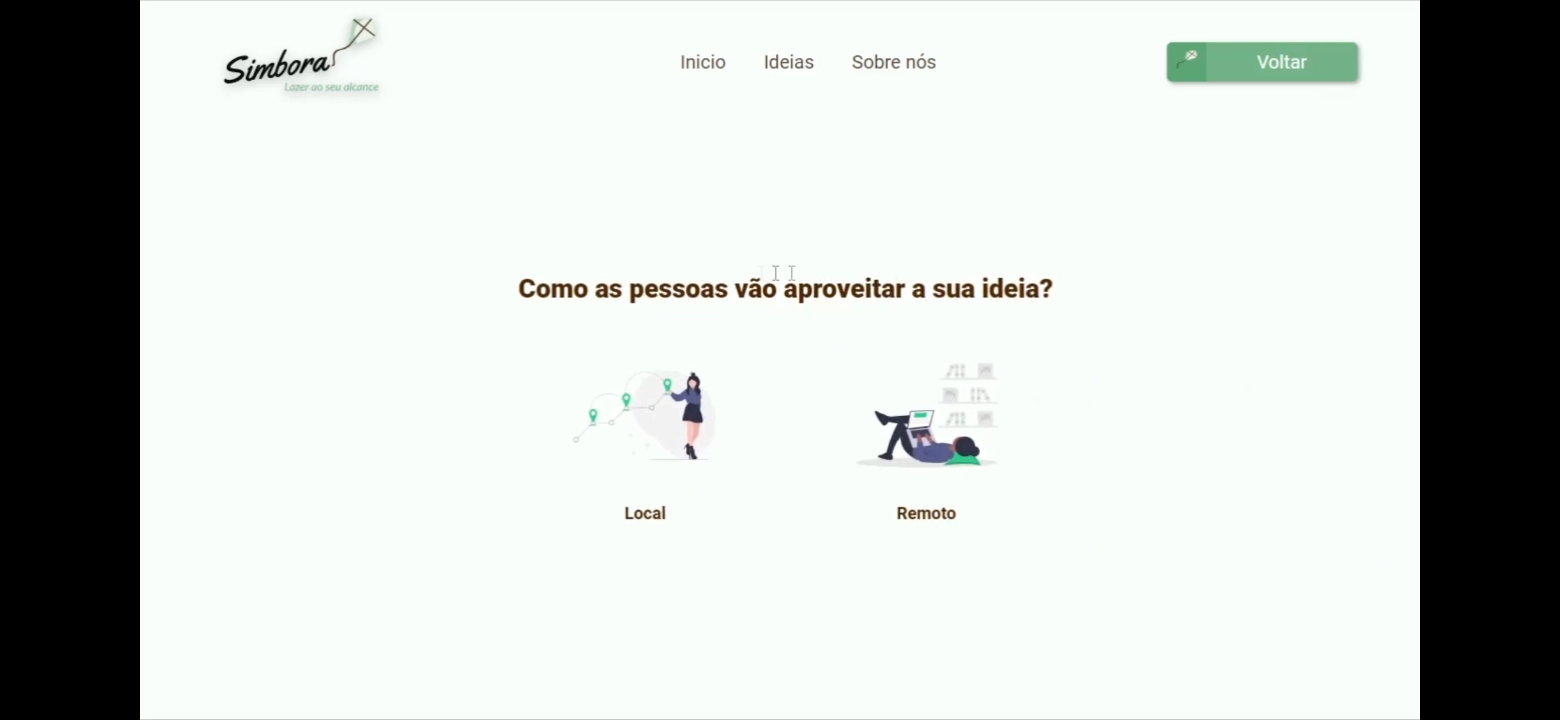 Simbora
Lazer ao seu alcance
Inicio Ideias Sobre nós
Voltar
Como as pessoas vão aproveitar a sua ideia?
Local Remoto